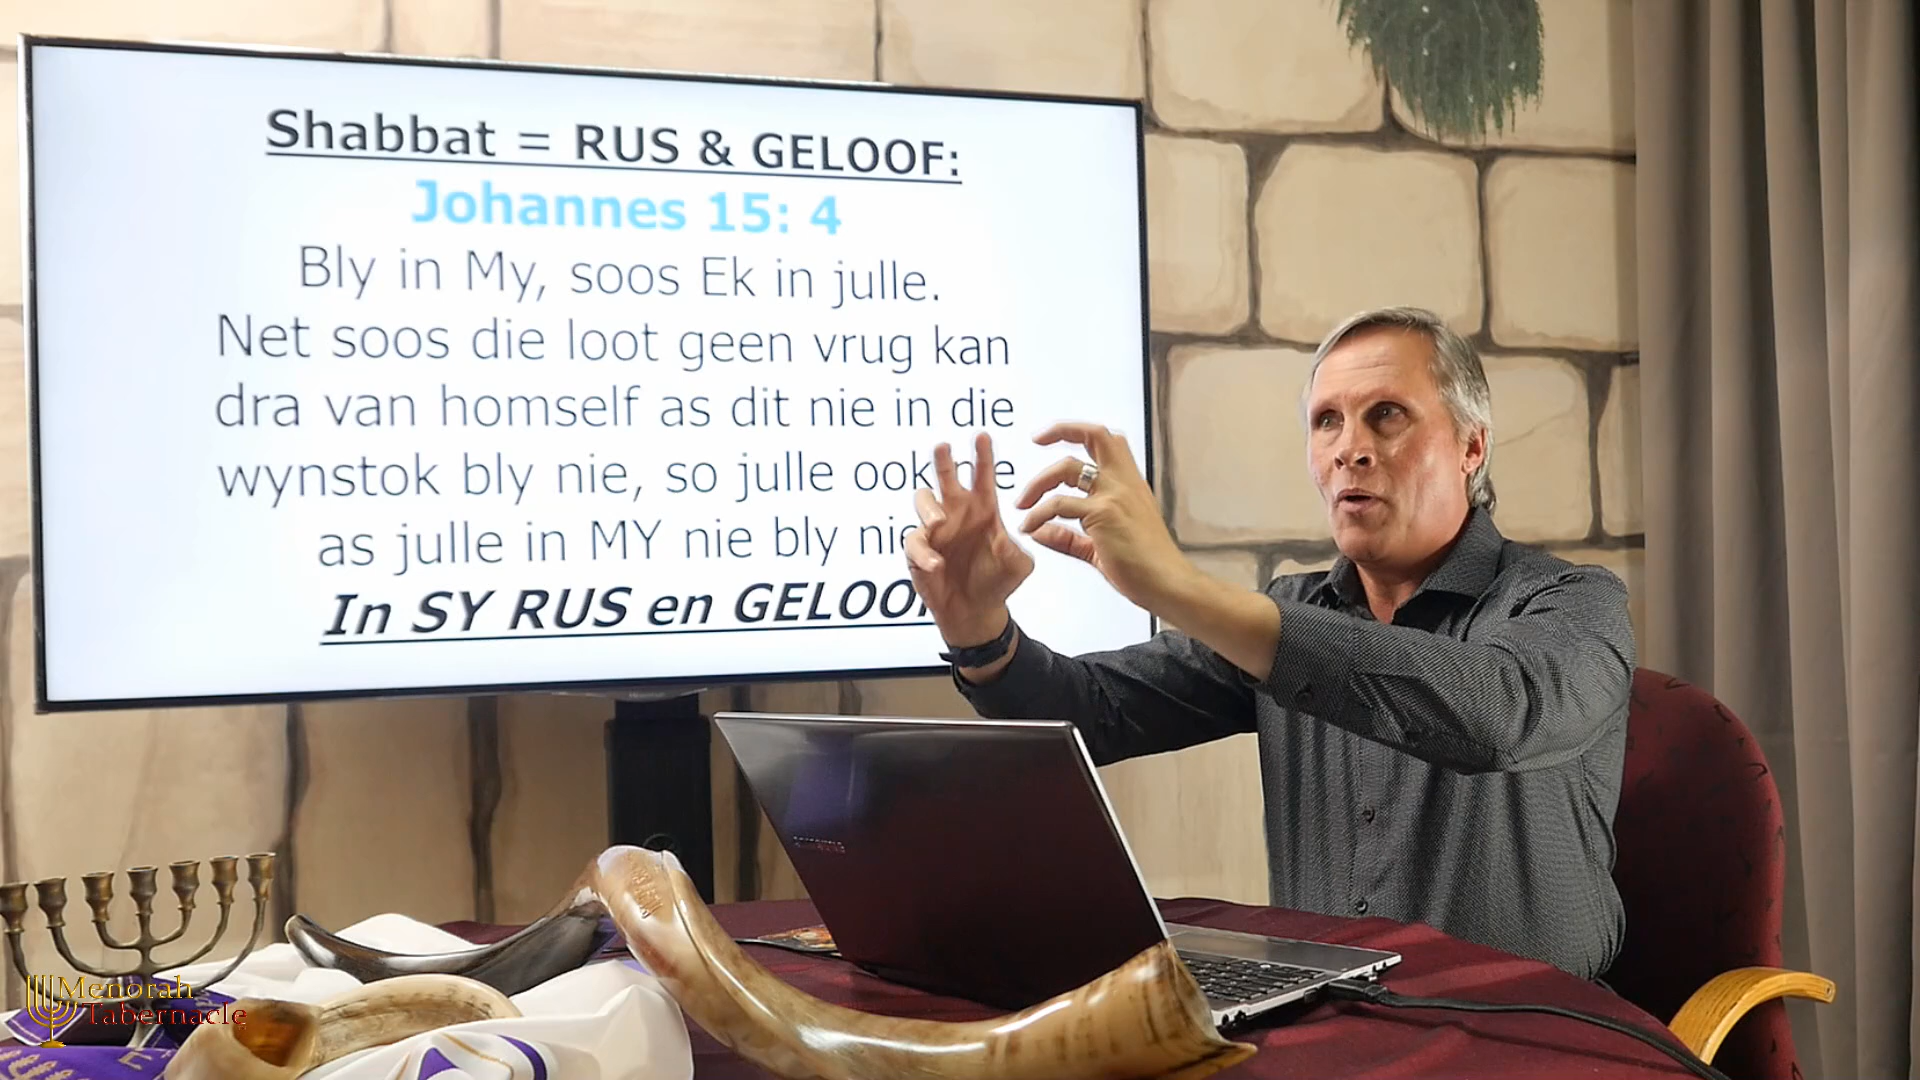 Shabbat = RUS & GELOOF:
Johannes 15: 4
Bly in My, soos Ek in julle.
Net soos die loot geen vrug kan
dra van homself as dit nie in die
wynstok bly nie, so julle ook
as julle in MY nie bly nie
In SY RUS en
Menorah
Tabernacle